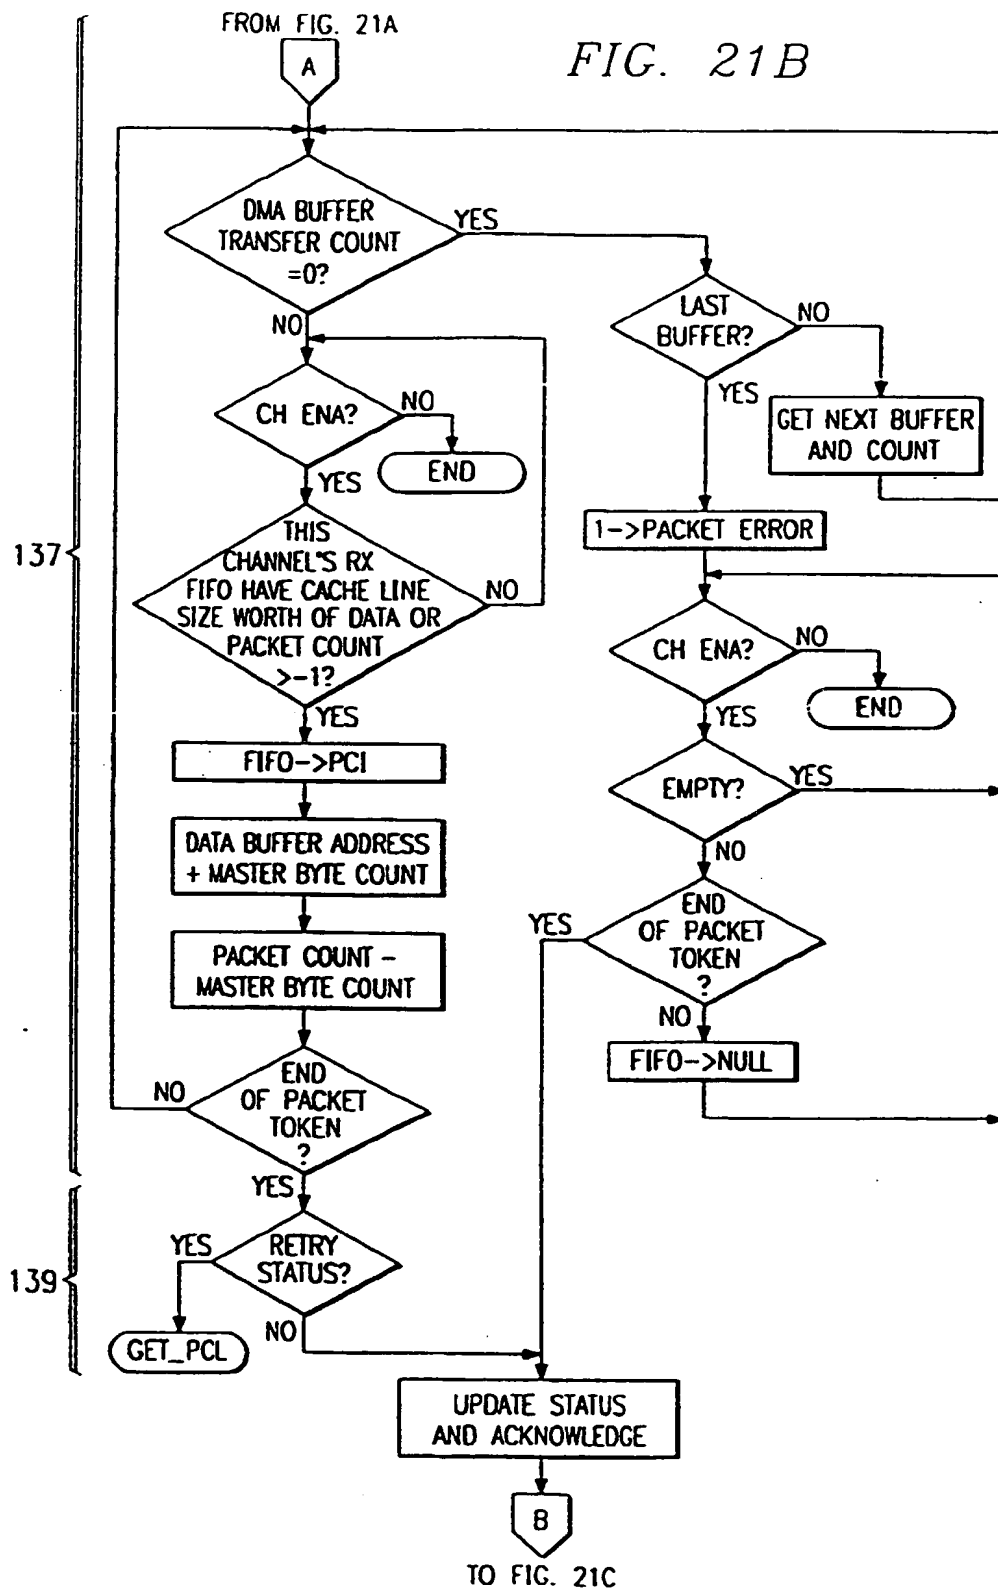 FROM FIG. 21A
FIG. 21B
A
DMA BUFFER
TRANSFER COUNT
=0?
YES
NO
LAST
BUFFER?
NO
YES
GET NEXT BUFFER
AND COUNT
CH ENA?
NO
END
YES
1->PACKET ERROR
137
THIS
CHANNEL'S RX
FIFO HAVE CACHE LINE
SIZE WORTH OF DATA OR
PACKET COUNT
>-1?
NO
YES
CH ENA?
NO
END
YES
FIFO->PCI
EMPTY?
YES
NO
DATA BUFFER ADDRESS
+ MASTER BYTE COUNT
END
OF PACKET
TOKEN
?
YES
NO
PACKET COUNT -
MASTER BYTE COUNT
FIFO->NULL
END
OF PACKET
TOKEN
?
NO
YES
139
RETRY
STATUS?
YES
NO
GET_PCL
UPDATE STATUS
AND ACKNOWLEDGE
B
TO FIG. 21C